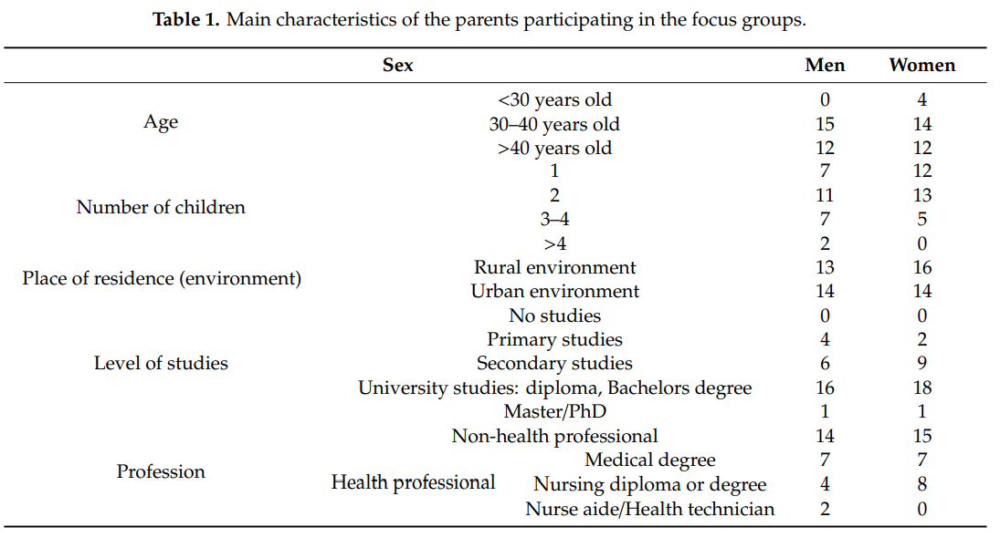 Table 1. Main characteristics of the parents participating in the focus groups.
Sex Men Women
Age
<30 years old 0 4
30–40 years old 15 14
>40 years old 12 12
Number of children
1 7 12
2 11 13
3–4 7 5
>4 2 0
Place of residence (environment)
Rural environment 13 16
Urban environment 14 14
Level of studies
No studies 0 0
Primary studies 4 2
Secondary studies 6 9
University studies: diploma, Bachelors degree 16 18
Master/PhD 1 1
Profession
Non-health professional 14 15
Health professional
Medical degree 7 7
Nursing diploma or degree 4 8
Nurse aide/Health technician 2 0